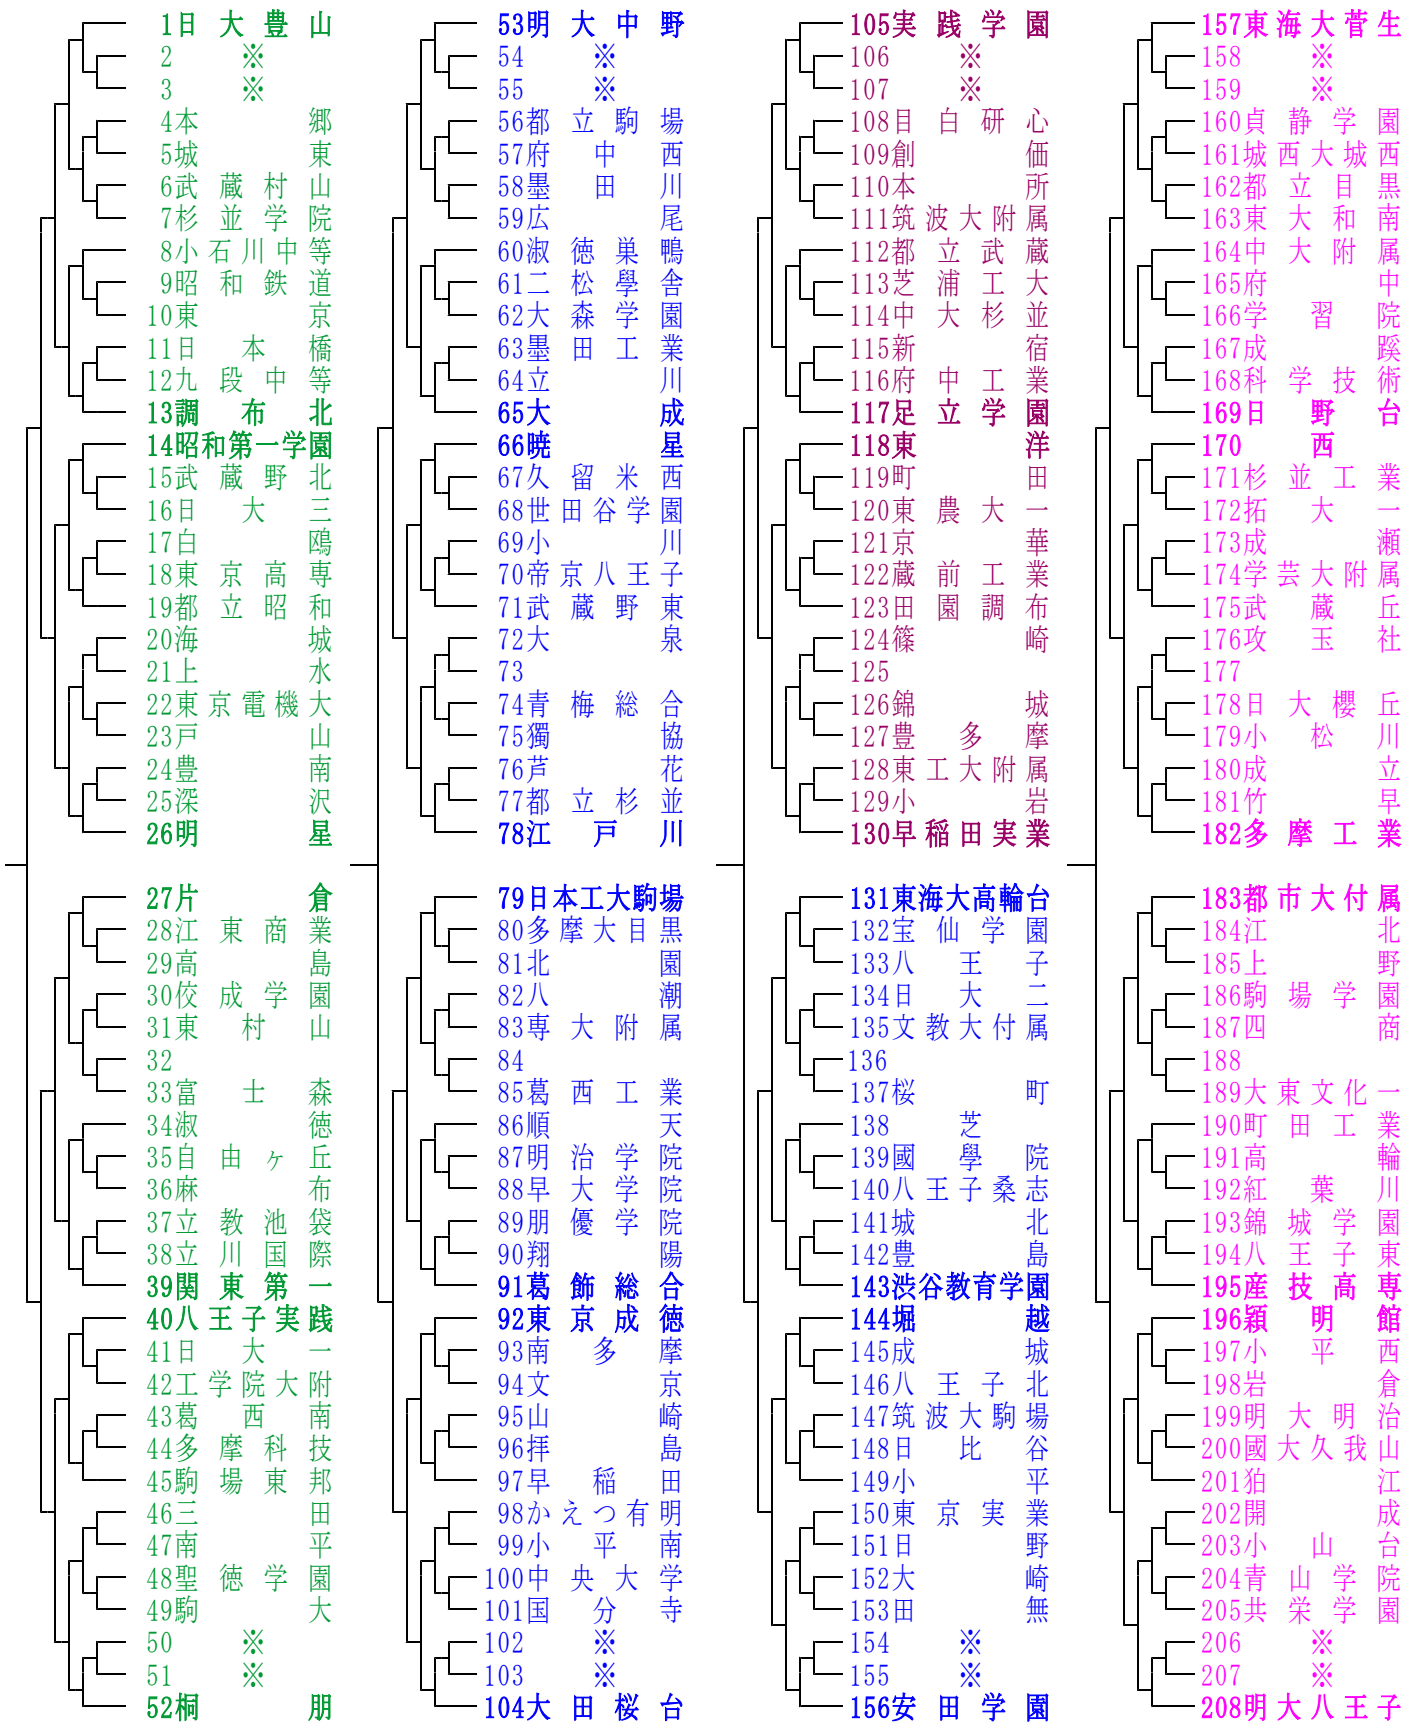 1日大豊山
2 ※
3 ※
4本郷
5城東
6武蔵村山
7杉並学院
8小石川中等
9昭和鉄道
10東京
11日本橋
12九段中等
13調布北
14昭和第一学園
15武蔵野北
16日大三
17白鴎
18東京高専
19都立昭和
20海城
21上水
22東京電機大
23戸山
24豊南
25深沢
26明星
27片倉
28江東商業
29高島
30佼成学園
31東村山
32
33富士森
34淑徳
35自由ヶ丘
36麻布
37立教池袋
38立川国際
39関東第一
40八王子実践
41日大一
42工学院大附
43葛西南
44多摩科技
45駒場東邦
46三田
47南平
48聖徳学園
49駒大
50 ※
51 ※
52桐朋
53明大中野
54 ※
55 ※
56都立駒場
57府中西
58墨田川
59広尾
60淑徳巣鴨
61二松學舎
62大森学園
63墨田工業
64立川
65大成
66暁星
67久留米西
68世田谷学園
69小川
70帝京八王子
71武蔵野東
72大泉
73
74青梅総合
75獨協
76芦花
77都立杉並
78江戸川
79日本工大駒場
80多摩大目黒
81北園
82八潮
83専大附属
84
85葛西工業
86順天
87明治学院
88早大学院
89朋優学院
90翔陽
91葛飾総合
92東京成徳
93南多摩
94文京
95山崎
96拝島
97早稲田
98かえつ有明
99小平南
100中央大学
101国分寺
102 ※
103 ※
104大田桜台
105実践学園
106 ※
107 ※
108目白研心
109創価
110本所
111筑波大附属
112都立武蔵
113芝浦工大
114中大杉並
115新宿
116府中工業
117足立学園
118東洋
119町田
120東農大一
121京華
122蔵前工業
123田園調布
124篠崎
125
126錦城
127豊多摩
128東工大附属
129小岩
130早稲田実業
131東海大高輪台
132宝仙学園
133八王子
134日大二
135文教大付属
136
137桜町
138 芝
139國學院
140八王子桑志
141城北
142豊島
143渋谷教育学園
144堀越
145成城
146八王子北
147筑波大駒場
148日比谷
149小平
150東京実業
151日野
152大崎
153田無
154 ※
155 ※
156安田学園
157東海大菅生
158 ※
159 ※
160貞静学園
161城西大城西
162都立目黒
163東大和南
164中大附属
165府中
166学習院
167成蹊
168科学技術
169日野台
170 西
171杉並工業
172拓大一
173成瀬
174学芸大附属
175武蔵丘
176攻玉社
177
178日大櫻丘
179小松川
180成立
181竹早
182多摩工業
183都市大付属
184江北
185上野
186駒場学園
187四商
188
189大東文化一
190町田工業
191高輪
192紅葉川
193錦城学園
194八王子東
195産技高専
196穎明館
197小平西
198岩倉
199明大明治
200國大久我山
201狛江
202開成
203小山台
204青山学院
205共栄学園
206 ※
207 ※
208明大八王子